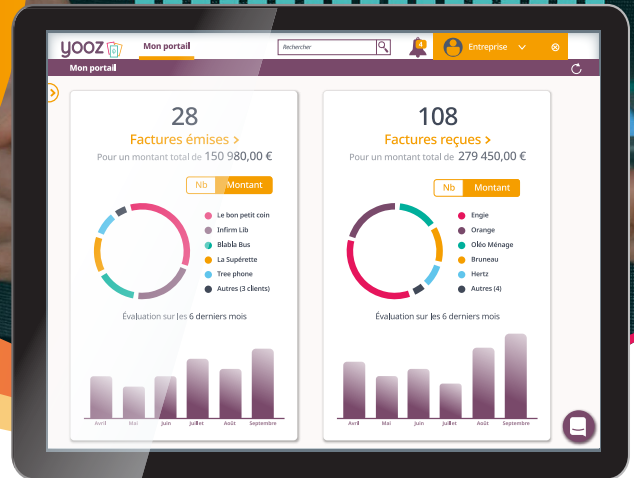 yooz
Mon portail
Rechercher
4
Entreprise
Mon portail
28
Factures émises >
Pour un montant total de 150 980,00 €
Nb
Montant
Le bon petit coin
Infirm Lib
Blabla Bus
La Supérette
Tree phone
Autres (3 clients)
Évaluation sur les 6 derniers mois
Avril
Mai
Juin
Juillet
Août
Septembre
108
Factures reçues >
Pour un montant total de 279 450,00 €
Nb
Montant
Engie
Orange
Oléo Ménage
Bruneau
Hertz
Autres (4)
Évaluation sur les 6 derniers mois
Avril
Mai
Juin
Juillet
Août
Septembre